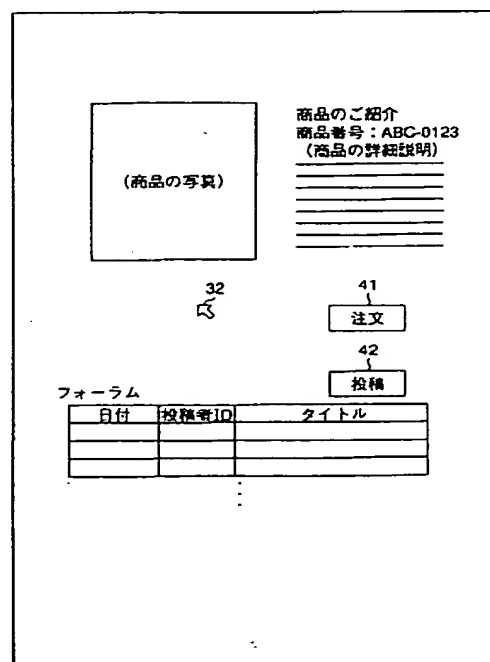 商品のご紹介
商品番号：ABC-0123
（商品の詳細説明）
（商品の写真）
32
41
注文
42
投稿
フォーラム
日付 投稿者ID タイトル